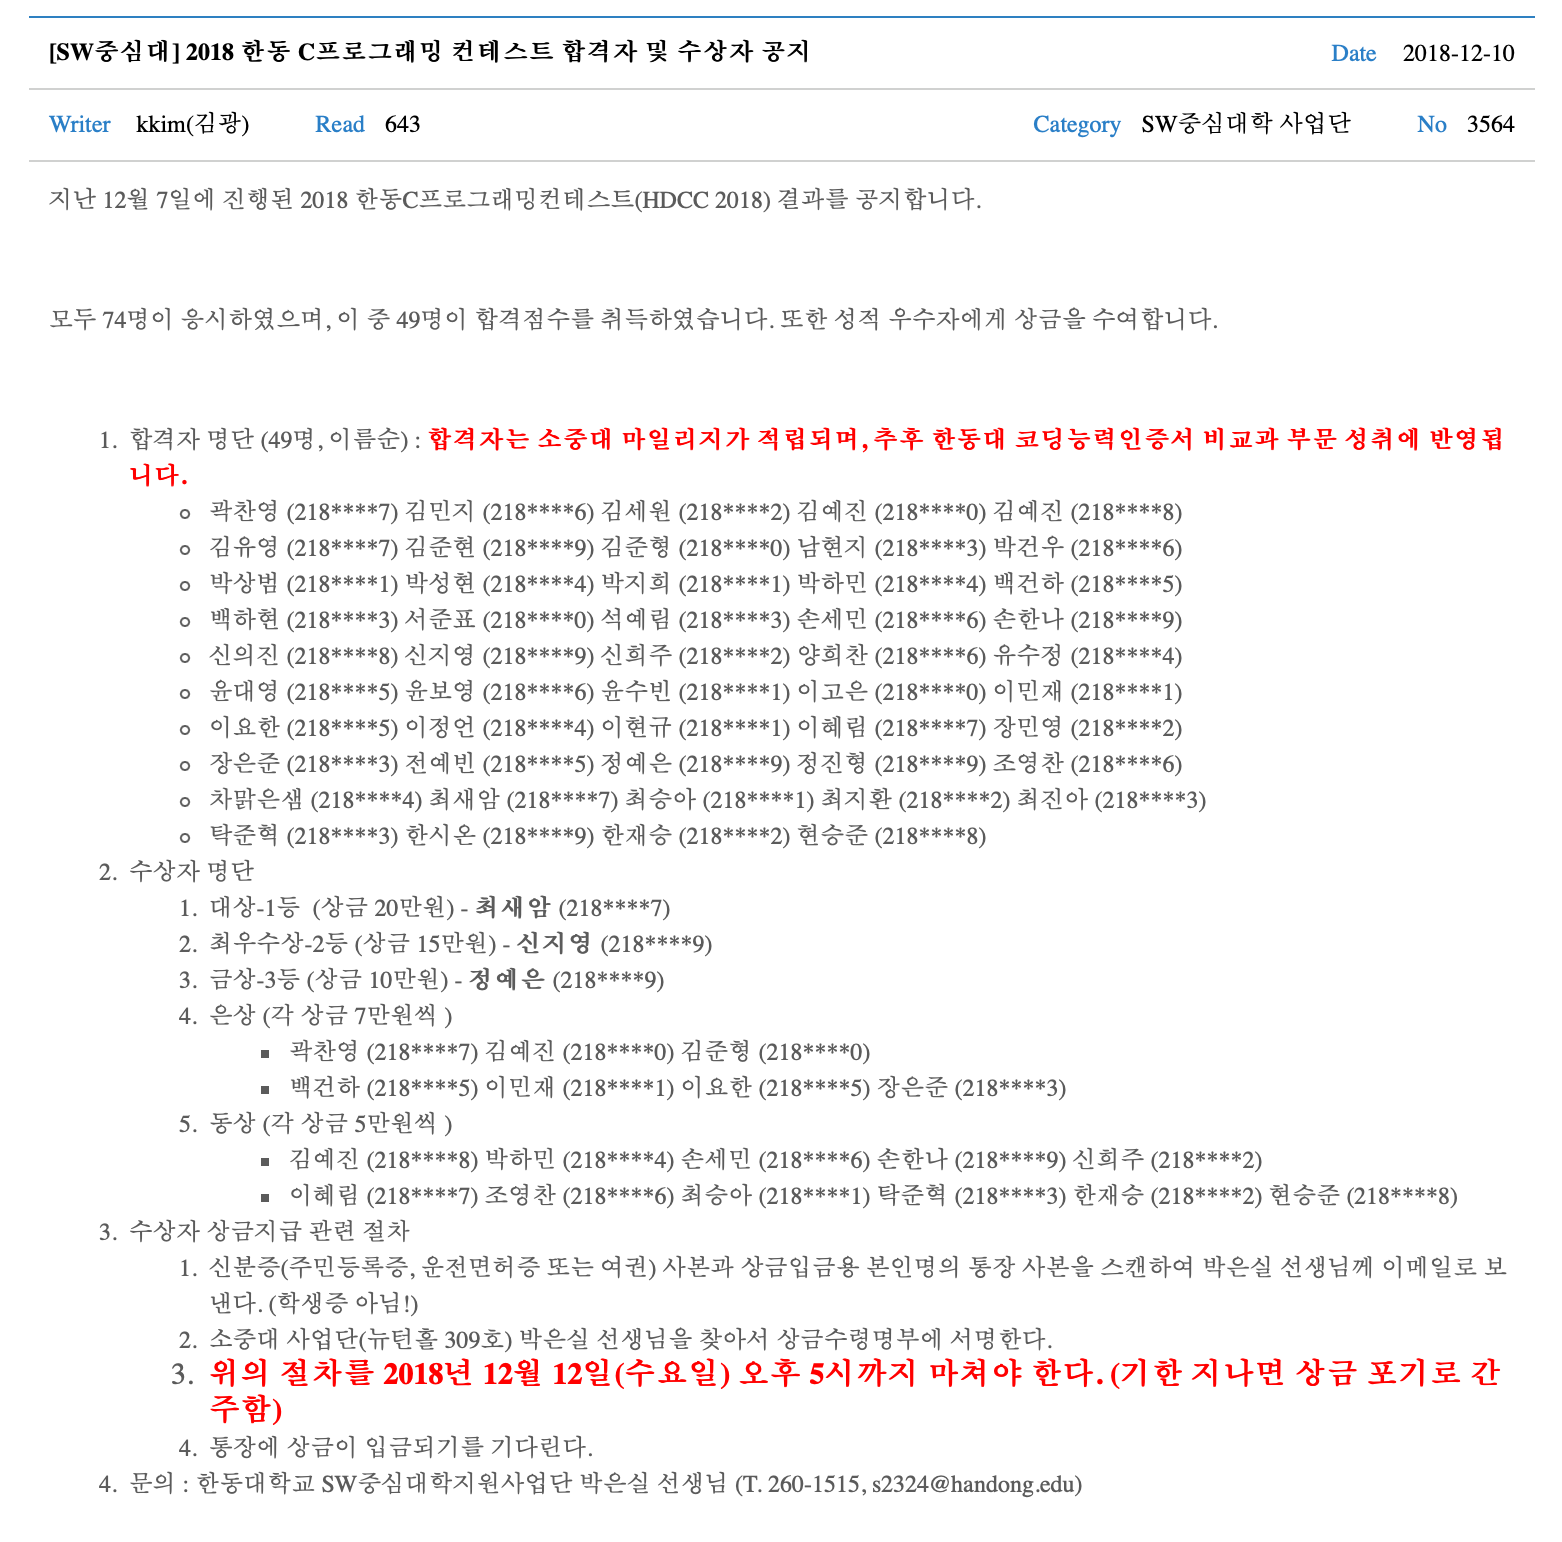 [SW중심대] 2018 한동 C프로그래밍 컨테스트 합격자 및 수상자 공지 Date 2018-12-10
Writer kkim(김광) Read 643 Category SW중심대학 사업단 No 3564
지난 12월 7일에 진행된 2018 한동C프로그래밍컨테스트(HDCC 2018) 결과를 공지합니다.
모두 74명이 응시하였으며, 이 중 49명이 합격점수를 취득하였습니다. 또한 성적 우수자에게 상금을 수여합니다.
1. 합격자 명단 (49명, 이름순) : 합격자는 소중대 마일리지가 적립되며, 추후 한동대 코딩능력인증서 비교과 부문 성취에 반영됩
니다.
곽찬영 (218****7) 김민지 (218****6) 김세원 (218****2) 김예진 (218****0) 김예진 (218****8)
김유영 (218****7) 김준현 (218****9) 김준형 (218****0) 남현지 (218****3) 박건우 (218****6)
박상범 (218****1) 박성현 (218****4) 박지희 (218****1) 박하민 (218****4) 백건하 (218****5)
백하현 (218****3) 서준표 (218****0) 석예림 (218****3) 손세민 (218****6) 손한나 (218****9)
신의진 (218****8) 신지영 (218****9) 신희주 (218****2) 양희찬 (218****6) 유수정 (218****4)
윤대영 (218****5) 윤보영 (218****6) 윤수빈 (218****1) 이고은 (218****0) 이민재 (218****1)
이요한 (218****5) 이정언 (218****4) 이현규 (218****1) 이혜림 (218****7) 장민영 (218****2)
장은준 (218****3) 전예빈 (218****5) 정예은 (218****9) 정진형 (218****9) 조영찬 (218****6)
차맑은샘 (218****4) 최새암 (218****7) 최승아 (218****1) 최지환 (218****2) 최진아 (218****3)
탁준혁 (218****3) 한시온 (218****9) 한재승 (218****2) 현승준 (218****8)
2. 수상자 명단
1. 대상-1등 (상금 20만원) - 최새암 (218****7)
2. 최우수상-2등 (상금 15만원) - 신지영 (218****9)
3. 금상-3등 (상금 10만원) - 정예은 (218****9)
4. 은상 (각 상금 7만원씩 )
곽찬영 (218****7) 김예진 (218****0) 김준형 (218****0)
백건하 (218****5) 이민재 (218****1) 이요한 (218****5) 장은준 (218****3)
5. 동상 (각 상금 5만원씩 )
김예진 (218****8) 박하민 (218****4) 손세민 (218****6) 손한나 (218****9) 신희주 (218****2)
이혜림 (218****7) 조영찬 (218****6) 최승아 (218****1) 탁준혁 (218****3) 한재승 (218****2) 현승준 (218****8)
3. 수상자 상금지급 관련 절차
1. 신분증(주민등록증, 운전면허증 또는 여권) 사본과 상금입금용 본인명의 통장 사본을 스캔하여 박은실 선생님께 이메일로 보
낸다. (학생증 아님!)
2. 소중대 사업단(뉴턴홀 309호) 박은실 선생님을 찾아서 상금수령명부에 서명한다.
3. 위의 절차를 2018년 12월 12일(수요일) 오후 5시까지 마쳐야 한다. (기한 지나면 상금 포기로 간
주함)
4. 통장에 상금이 입금되기를 기다린다.
4. 문의 : 한동대학교 SW중심대학지원사업단 박은실 선생님 (T. 260-1515, s2324@handong.edu)